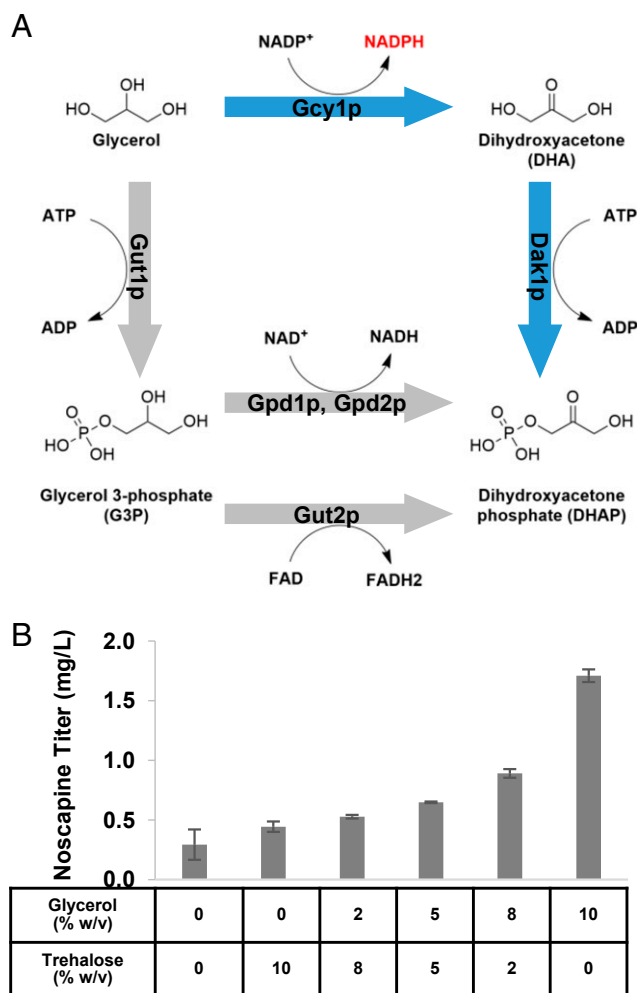 A
NADP+ NADPH
Gcy1p
OH
HO OH
Glycerol
O
HO OH
Dihydroxyacetone
(DHA)
ATP
Gut1p
ADP
ATP
Dak1p
ADP
NAD+ NADH
Gpd1p, Gpd2p
O OH
HO P O OH
OH
Glycerol 3-phosphate
(G3P)
O O
HO P O OH
OH
Dihydroxyacetone
phosphate (DHAP)
Gut2p
FAD FADH2
B
Noscapine Titer (mg/L)
2.0
1.5
1.0
0.5
0.0
Glycerol
(% w/v)
0 0 2 5 8 10
Trehalose
(% w/v)
0 10 8 5 2 0